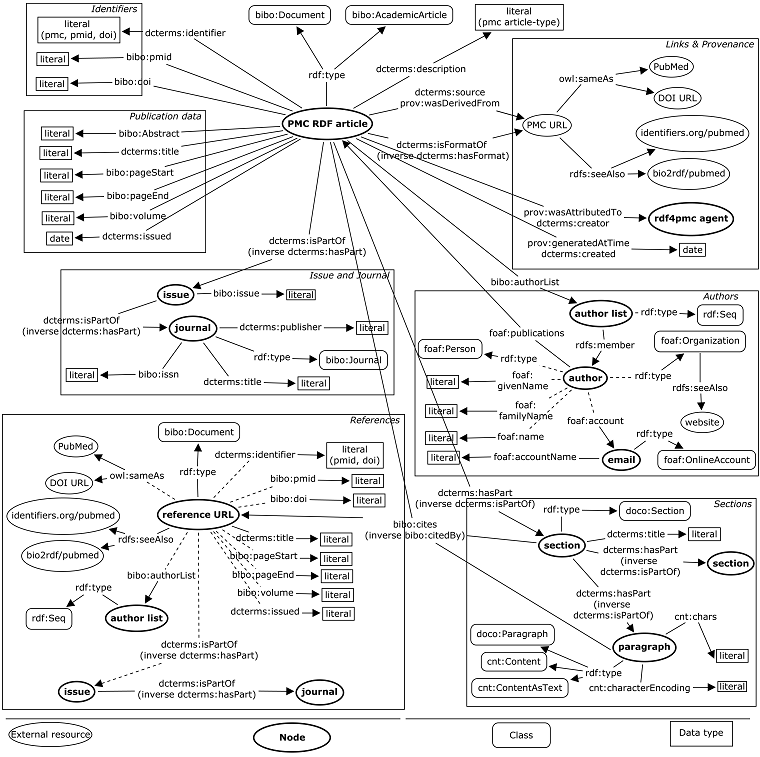 Identifiers
literal
(pmc, pmid, doi)
dcterms:identifier
literal
bibo:pmid
literal
bibo:doi
bibo:Document
bibo:AcademicArticle
rdf:type
literal
(pmc article-type)
dcterms:description
PMC RDF article
dcterms:source
prov:wasDerivedFrom
dcterms:isFormatOf
(inverse dcterms:hasFormat)
Links & Provenance
PubMed
owl:sameAs
DOI URL
PMC URL
identifiers.org/pubmed
rdfs:seeAlso
bio2rdf/pubmed
prov:wasAttributedTo
dcterms:creator
rdf4pmc agent
prov:generatedAtTime
dcterms:created
date
Publication data
literal
bibo:Abstract
literal
dcterms:title
literal
bibo:pageStart
literal
bibo:pageEnd
literal
bibo:volume
date
dcterms:issued
dcterms:isPartOf
(inverse dcterms:hasPart)
Issue and Journal
issue
bibo:issue
literal
dcterms:isPartOf
(inverse dcterms:hasPart)
journal
dcterms:publisher
literal
rdf:type
bibo:Journal
literal
bibo:issn
dcterms:title
literal
bibo:authorList
Authors
author list
rdf:type
rdf:Seq
foaf:publications
rdfs:member
foaf:Organization
foaf:Person
rdf:type
author
rdf:type
rdfs:seeAlso
literal
foaf:
givenName
literal
foaf:
familyName
foaf:account
website
literal
foaf:name
rdf:type
literal
foaf:accountName
email
foaf:OnlineAccount
References
bibo:Document
PubMed
rdf:type
dcterms:identifier
literal
(pmid, doi)
owl:sameAs
DOI URL
bibo:pmid
literal
bibo:doi
literal
identifiers.org/pubmed
reference URL
rdfs:seeAlso
bio2rdf/pubmed
dcterms:title
literal
bibo:pageStart
literal
bibo:pageEnd
literal
bibo:volume
literal
dcterms:issued
literal
bibo:authorList
rdf:type
rdf:Seq
author list
dcterms:isPartOf
(inverse dcterms:hasPart)
issue
dcterms:isPartOf
(inverse dcterms:hasPart)
journal
dcterms:hasPart
(inverse dcterms:isPartOf)
bibo:cites
(inverse bibo:citedBy)
Sections
rdf:type
doco:Section
section
dcterms:title
literal
dcterms:hasPart
(inverse
dcterms:isPartOf)
section
dcterms:hasPart
(inverse
dcterms:isPartOf)
cnt:chars
doco:Paragraph
paragraph
literal
cnt:Content
rdf:type
cnt:ContentAsText
cnt:characterEncoding
literal
External resource
Node
Class
Data type